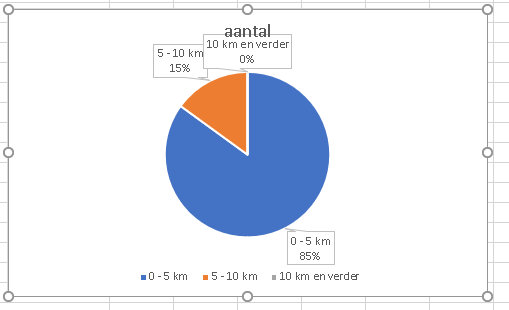 aantal
10 km en verder
0%
5 - 10 km
15%
0 - 5 km
85%
0 - 5 km
5 - 10 km
10 km en verder